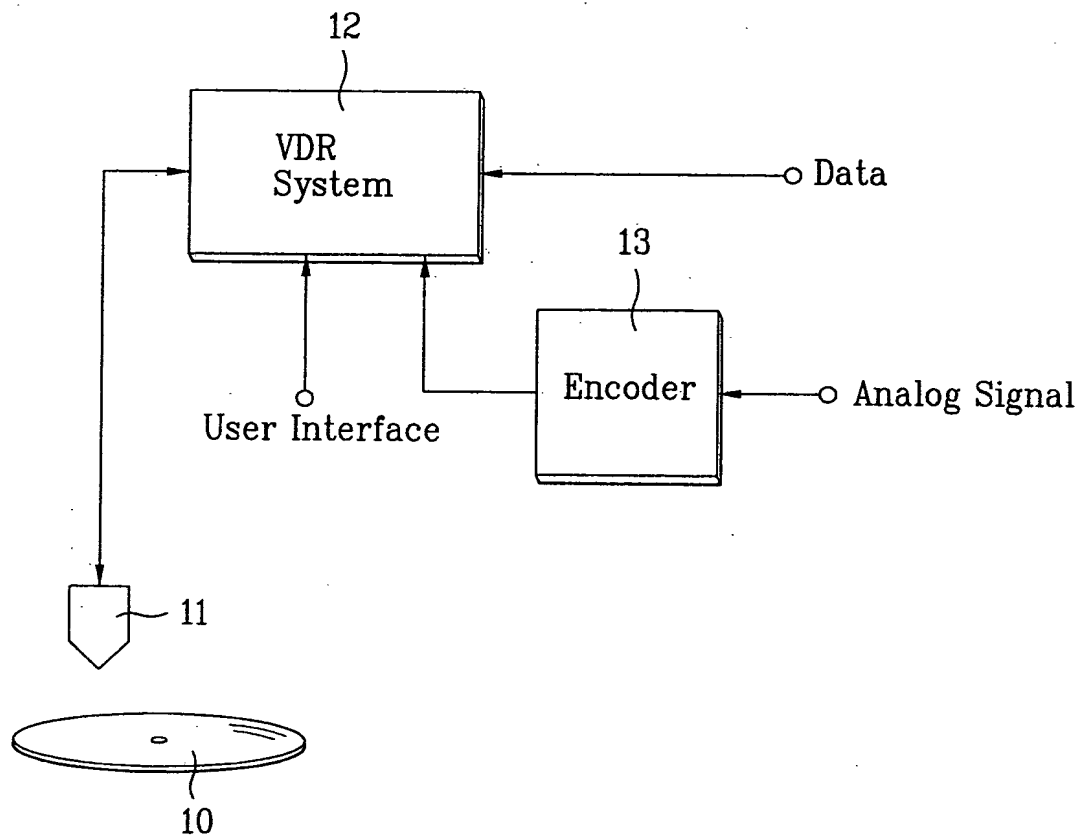 12
VDR
System
Data
13
Encoder
Analog Signal
User Interface
11
10